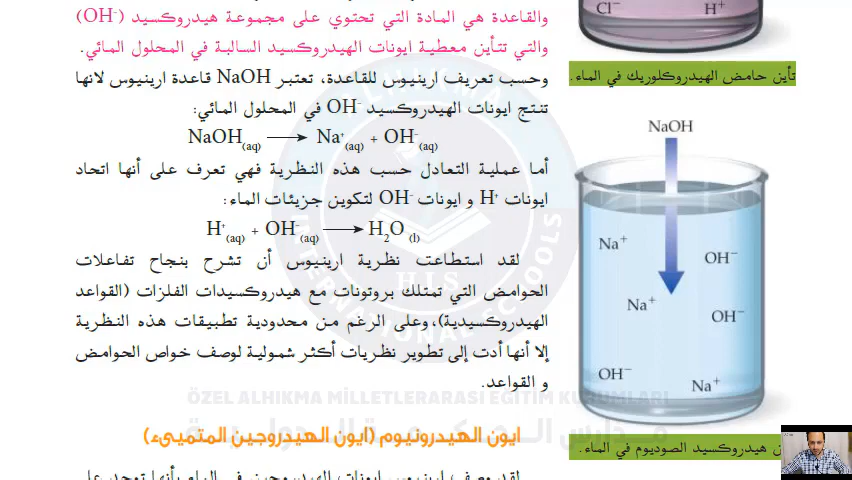 والقاعدة هي المادة التي تحتوي على مجموعة هيدروكسيد (OH⁻)
والتي تتأين معطية ايونات الهيدروكسيد السالبة في المحلول المائي.
وحسب تعريف ارينيوس للقاعدة، تعتبر NaOH قاعدة ارينيوس لانها
تنتج ايونات الهيدروكسيد OH⁻ في المحلول المائي:
NaOH(aq) ⟶ Na⁺(aq) + OH⁻(aq)
أما عملية التعادل حسب هذه النظرية فهي تعرف على أنها اتحاد
ايونات H⁺ و ايونات OH⁻ لتكوين جزيئات الماء:
H⁺(aq) + OH⁻(aq) ⟶ H₂O(l)
لقد استطاعت نظرية ارينيوس أن تشرح بنجاح تفاعلات
الحوامض التي تمتلك بروتونات مع هيدروكسيدات الفلزات (القواعد
الهيدروكسيدية)، وعلى الرغم من محدودية تطبيقات هذه النظرية
إلا أنها أدت إلى تطوير نظريات أكثر شمولية لوصف خواص الحوامض
و القواعد.
ايون الهيدرونيوم (ايون الهيدروجين المتميىء)
Cl⁻ H⁺
تأين حامض الهيدروكلوريك في الماء.
NaOH
Na⁺
OH⁻
Na⁺
OH⁻
OH⁻
Na⁺
هيدروكسيد الصوديوم في الماء.
H.I.S
ÖZEL ALHIKMA MİLLETLERARASI EĞİTİM KURUMLARI